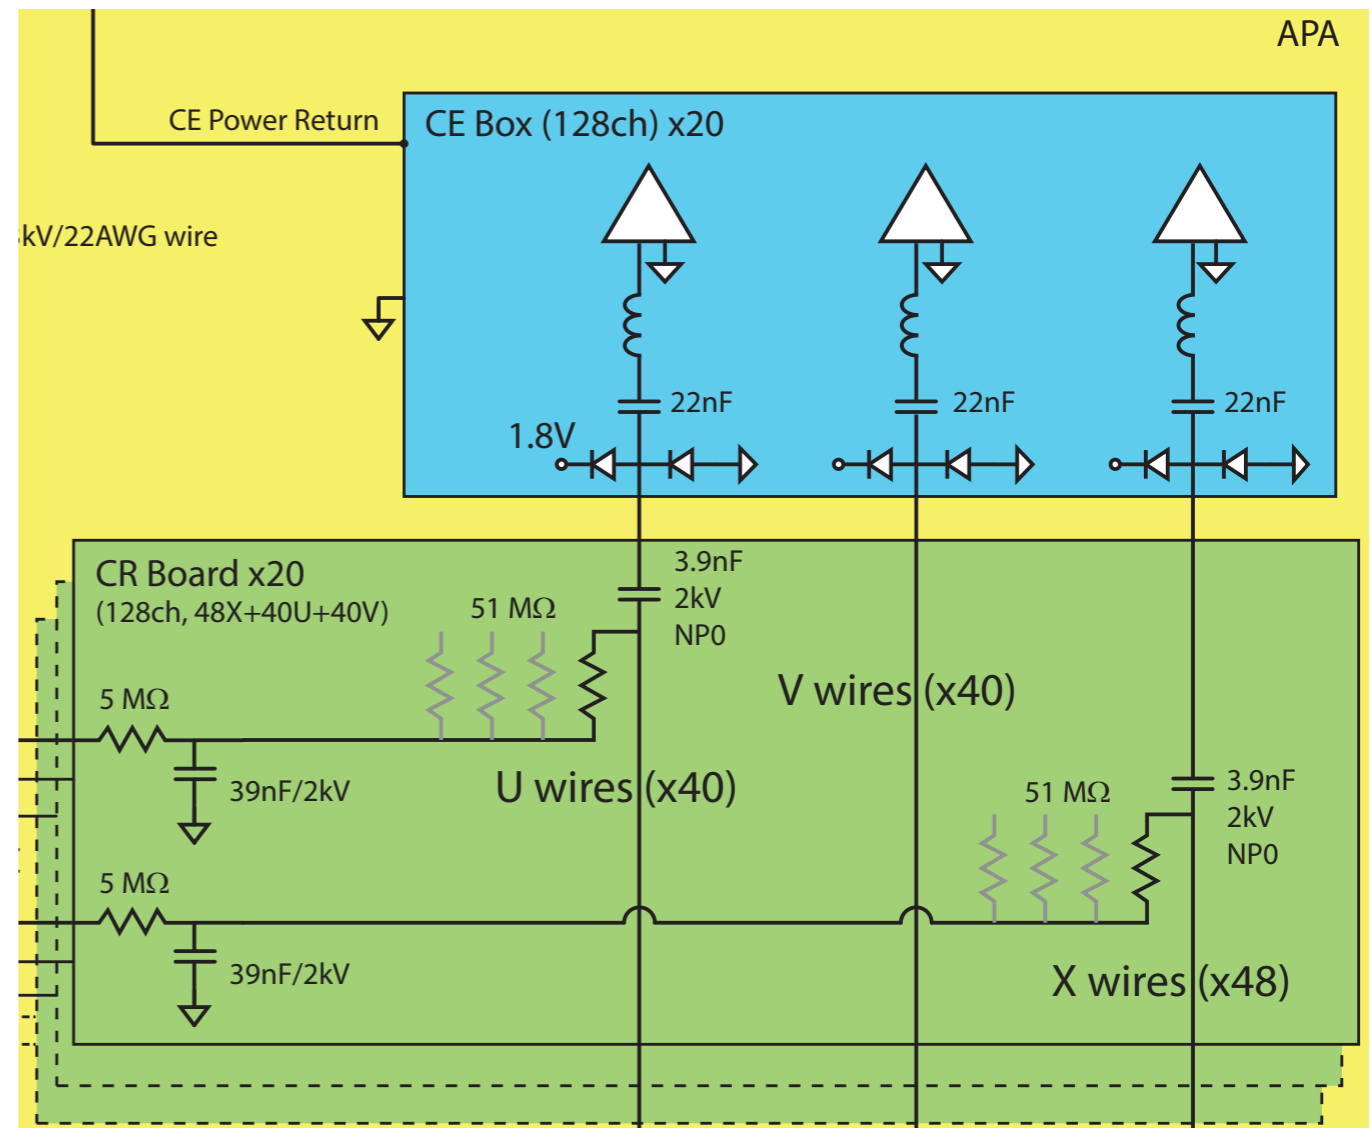 APA
CE Power Return
CE Box (128ch) x20
kV/22AWG wire
22nF
22nF
22nF
1.8V
CR Board x20
(128ch, 48X+40U+40V)
51 MΩ
3.9nF
2kV
NP0
5 MΩ
V wires (x40)
39nF/2kV
U wires (x40)
51 MΩ
3.9nF
2kV
NP0
5 MΩ
39nF/2kV
X wires (x48)